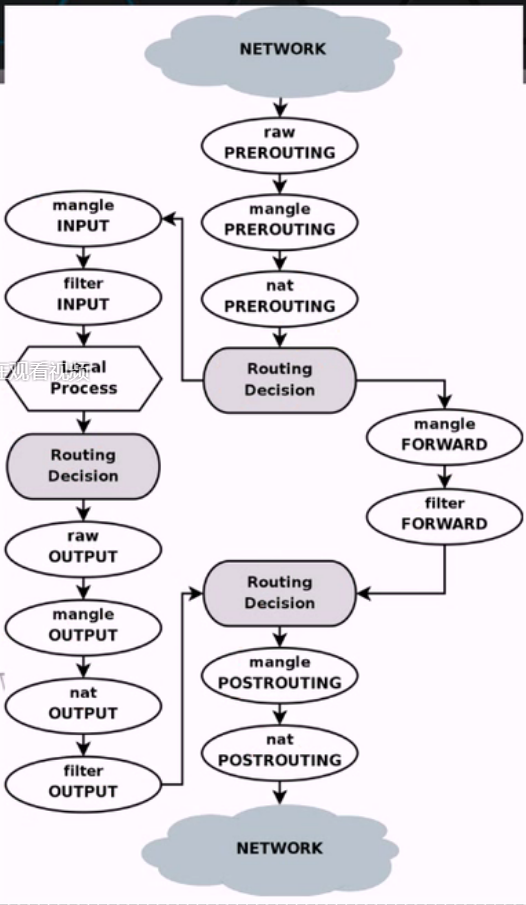 NETWORK
raw
PREROUTING
mangle
PREROUTING
nat
PREROUTING
Routing
Decision
mangle
INPUT
filter
INPUT
正观看视频
Local
Process
Routing
Decision
raw
OUTPUT
mangle
OUTPUT
nat
OUTPUT
filter
OUTPUT
mangle
FORWARD
filter
FORWARD
Routing
Decision
mangle
POSTROUTING
nat
POSTROUTING
NETWORK